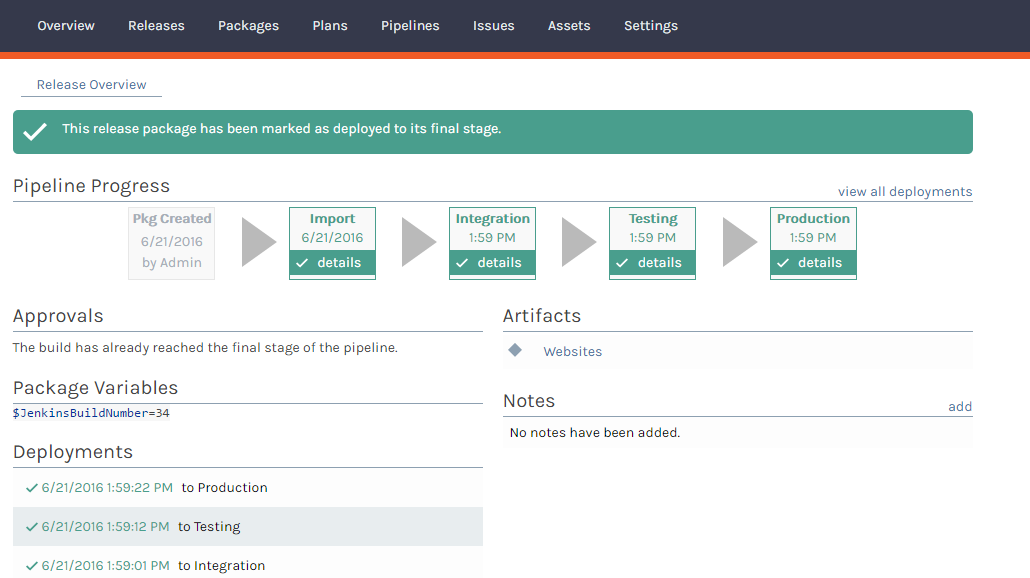 Overview Releases Packages Plans Pipelines Issues Assets Settings
Release Overview
This release package has been marked as deployed to its final stage.
Pipeline Progress
view all deployments
Pkg Created
6/21/2016
by Admin
Import
6/21/2016
details
Integration
1:59 PM
details
Testing
1:59 PM
details
Production
1:59 PM
details
Approvals
The build has already reached the final stage of the pipeline.
Package Variables
$JenkinsBuildNumber=34
Deployments
6/21/2016 1:59:22 PM to Production
6/21/2016 1:59:12 PM to Testing
6/21/2016 1:59:01 PM to Integration
Artifacts
Websites
Notes
add
No notes have been added.